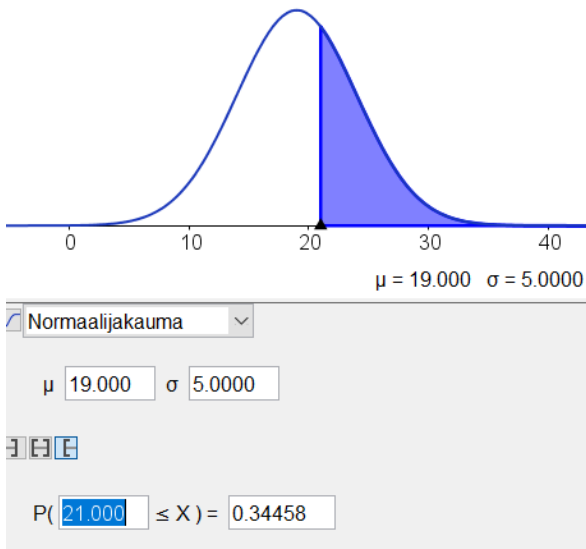 0 10 20 30 40
μ = 19.000 σ = 5.0000
Normaalijakauma
μ 19.000 σ 5.0000
P( 21.000 ≤ X ) = 0.34458